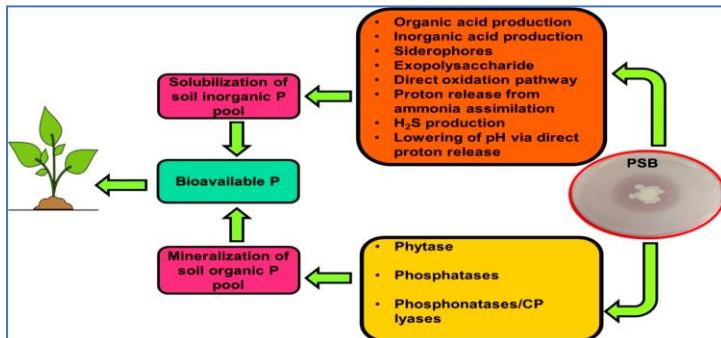 • Organic acid production
• Inorganic acid production
• Siderophores
• Exopolysaccharide
• Direct oxidation pathway
• Proton release from
ammonia assimilation
• H₂S production
• Lowering of pH via direct
proton release
Solubilization of
soil inorganic P
pool
PSB
Bioavailable P
Mineralization of
soil organic P
pool
• Phytase
• Phosphatases
• Phosphonatases/CP
lyases